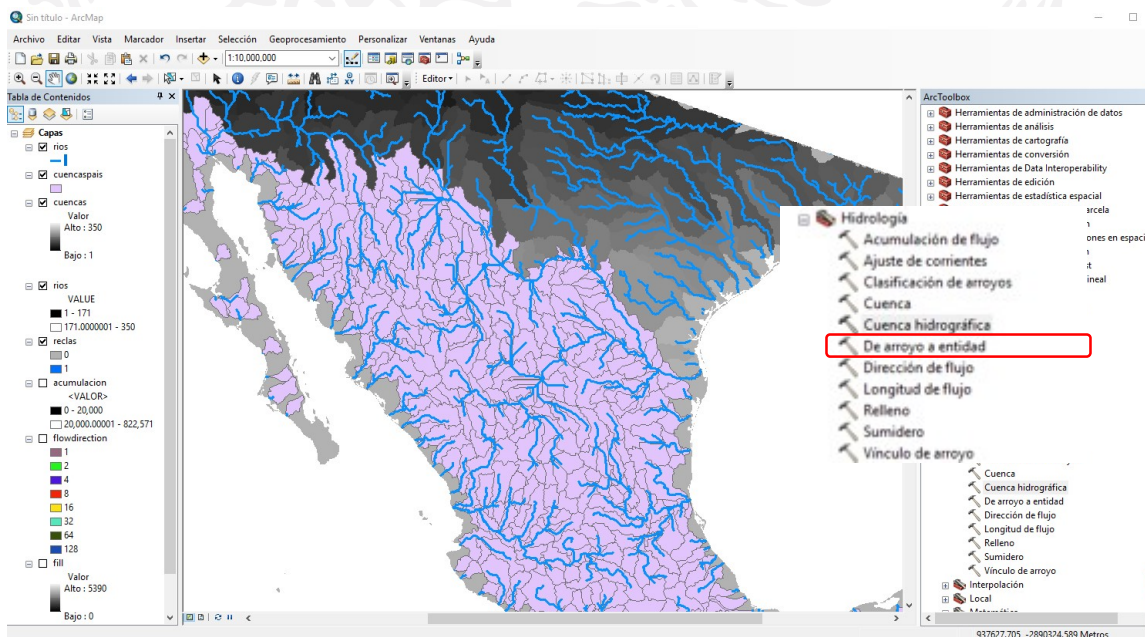 Sin título - ArcMap
Archivo Editar Vista Marcador Insertar Selección Geoprocesamiento Personalizar Ventanas Ayuda
1:10,000,000
Editor
Tabla de Contenidos
Capas
rios
cuencaspais
cuencas
Valor
Alto : 350
Bajo : 1
rios
VALUE
1 - 171
171.0000001 - 350
reclas
0
1
acumulacion
<VALOR>
0 - 20,000
20,000.00001 - 822,571
flowdirection
1
2
4
8
16
32
64
128
fill
Valor
Alto : 5390
Bajo : 0
ArcToolbox
Herramientas de administración de datos
Herramientas de análisis
Herramientas de cartografía
Herramientas de conversión
Herramientas de Data Interoperability
Herramientas de edición
Herramientas de estadística espacial
Hidrología
Acumulación de flujo
Ajuste de corrientes
Clasificación de arroyos
Cuenca
Cuenca hidrográfica
De arroyo a entidad
Dirección de flujo
Longitud de flujo
Relleno
Sumidero
Vínculo de arroyo
Cuenca
Cuenca hidrográfica
De arroyo a entidad
Dirección de flujo
Longitud de flujo
Relleno
Sumidero
Vínculo de arroyo
Interpolación
Local
937627.705 -2890324.589 Metros